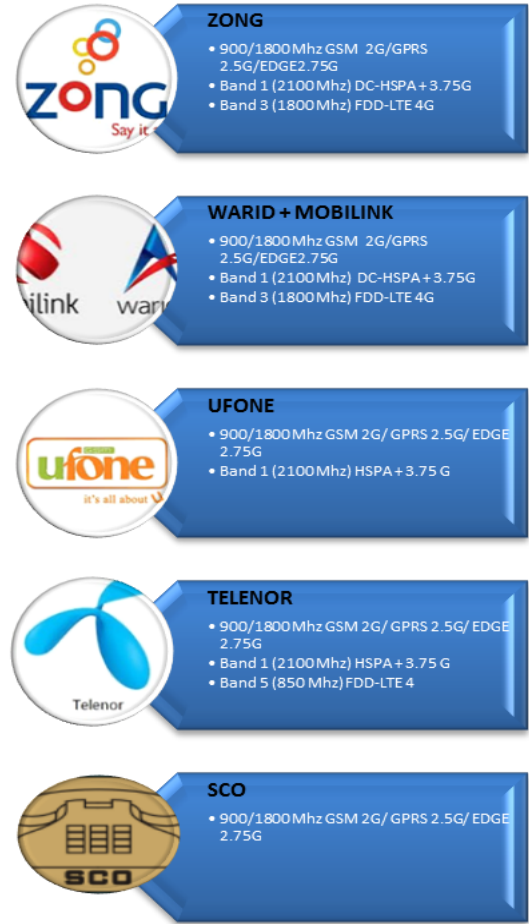 ZONG
• 900/1800 Mhz GSM 2G/GPRS
2.5G/EDGE2.75G
• Band 1 (2100 Mhz) DC-HSPA+ 3.75G
• Band 3 (1800 Mhz) FDD-LTE 4G
ZONG
Say it
WARID + MOBILINK
• 900/1800 Mhz GSM 2G/GPRS
2.5G/EDGE2.75G
• Band 1 (2100 Mhz) DC-HSPA+ 3.75G
• Band 3 (1800 Mhz) FDD-LTE 4G
ilink wari
UFONE
• 900/1800 Mhz GSM 2G/ GPRS 2.5G/ EDGE
2.75G
• Band 1 (2100 Mhz) HSPA+ 3.75 G
ufone
it's all about U
TELENOR
• 900/1800 Mhz GSM 2G/ GPRS 2.5G/ EDGE
2.75G
• Band 1 (2100 Mhz) HSPA+ 3.75 G
• Band 5 (850 Mhz) FDD-LTE 4
Telenor
SCO
• 900/1800 Mhz GSM 2G/ GPRS 2.5G/ EDGE
2.75G
SCO